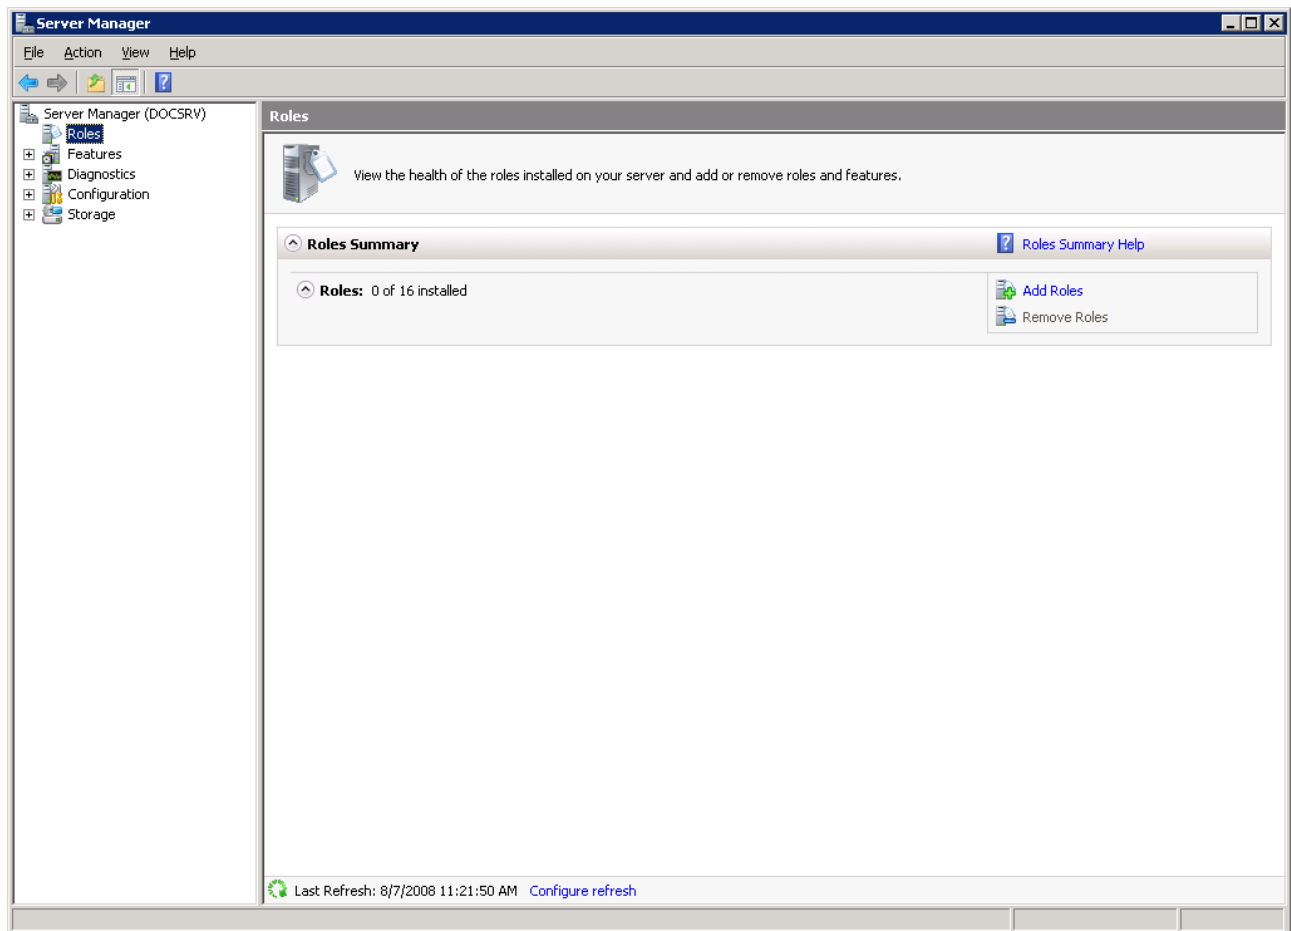 Server Manager
File Action View Help
Server Manager (DOCSRV)
Roles
Features
Diagnostics
Configuration
Storage
Roles
View the health of the roles installed on your server and add or remove roles and features.
Roles Summary
Roles Summary Help
Roles: 0 of 16 installed
Add Roles
Remove Roles
Last Refresh: 8/7/2008 11:21:50 AM Configure refresh